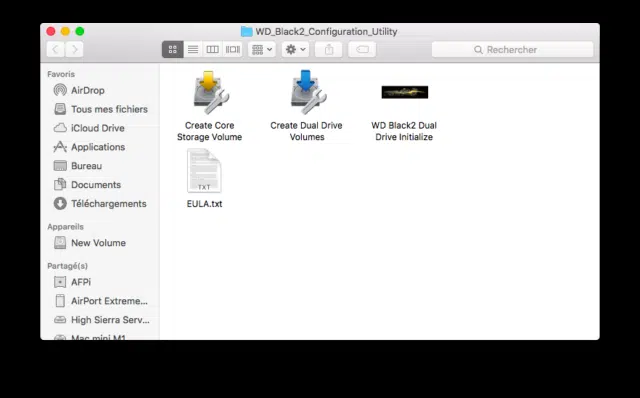 WD_Black2_Configuration_Utility
Rechercher
Favoris
AirDrop
Tous mes fichiers
iCloud Drive
Applications
Bureau
Documents
Téléchargements
Appareils
New Volume
Partagé(s)
AFPi
AirPort Extreme...
High Sierra Serv...
Mac mini M1
Create Core
Storage Volume
Create Dual Drive
Volumes
WD Black2 Dual
Drive Initialize
TXT
EULA.txt